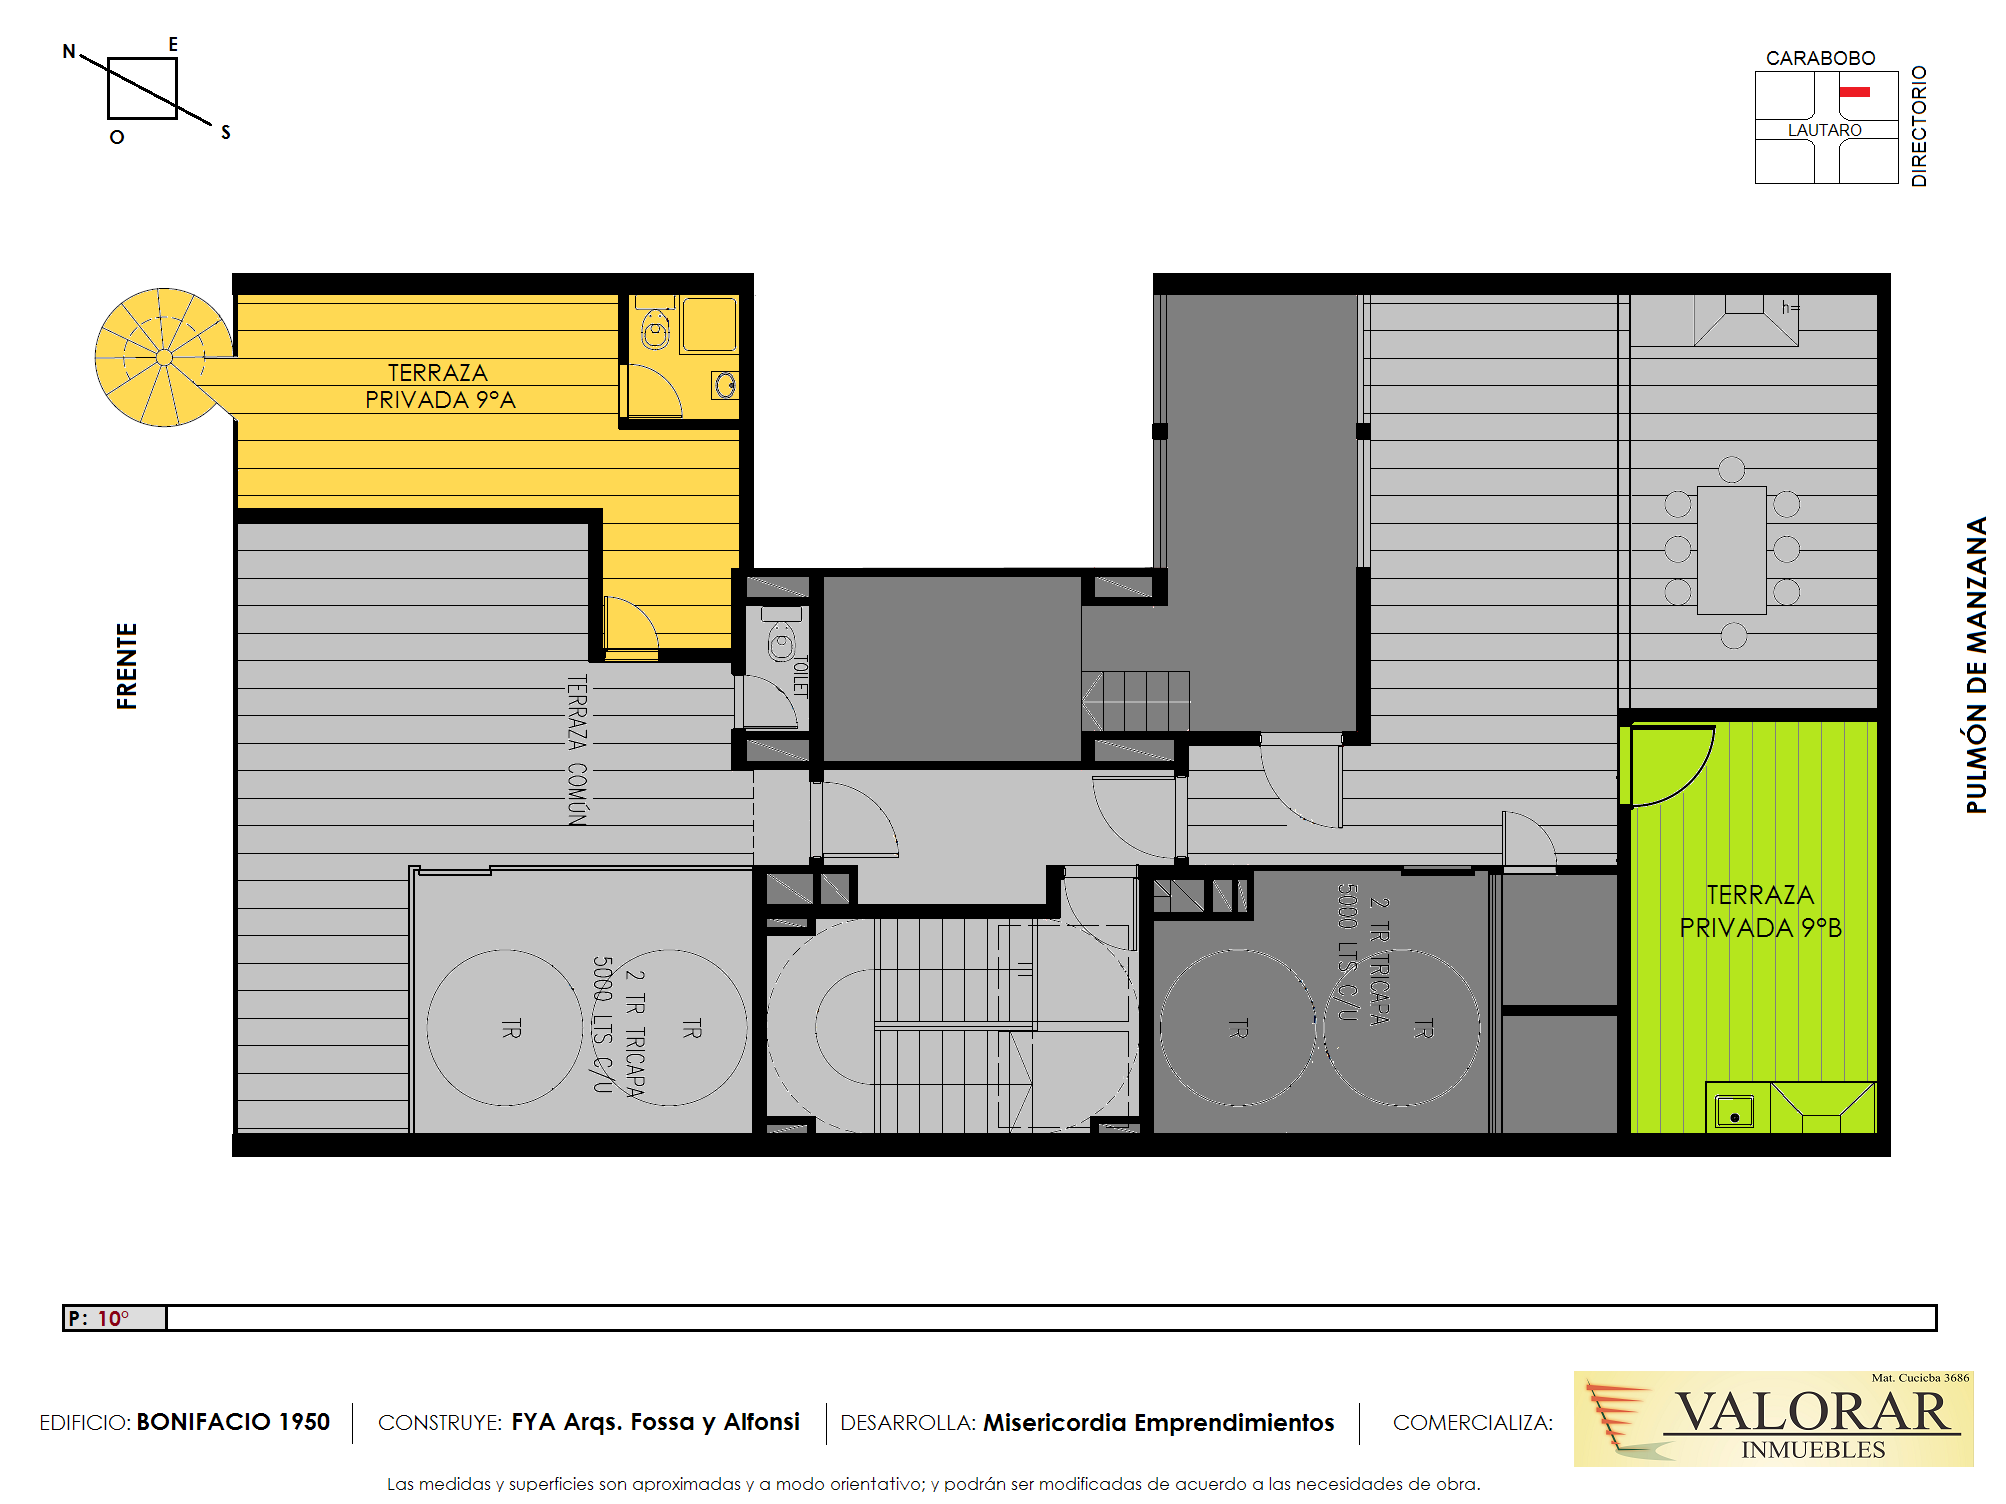 N
E
O
S
CARABOBO
LAUTARO
DIRECTORIO
h=
TERRAZA
PRIVADA 9°A
FRENTE
TOILET
TERRAZA COMÚN
PULMÓN DE MANZANA
TERRAZA
PRIVADA 9°B
2 TR TRICAPA
5000 LTS C/U
TR
TR
2 TR TRICAPA
5000 LTS C/U
TR
TR
P: 10°
EDIFICIO: BONIFACIO 1950
CONSTRUYE: FYA Arqs. Fossa y Alfonsi
DESARROLLA: Misericordia Emprendimientos
COMERCIALIZA:
Mat. Cucicba 3686
VALORAR
INMUEBLES
Las medidas y superficies son aproximadas y a modo orientativo; y podrán ser modificadas de acuerdo a las necesidades de obra.